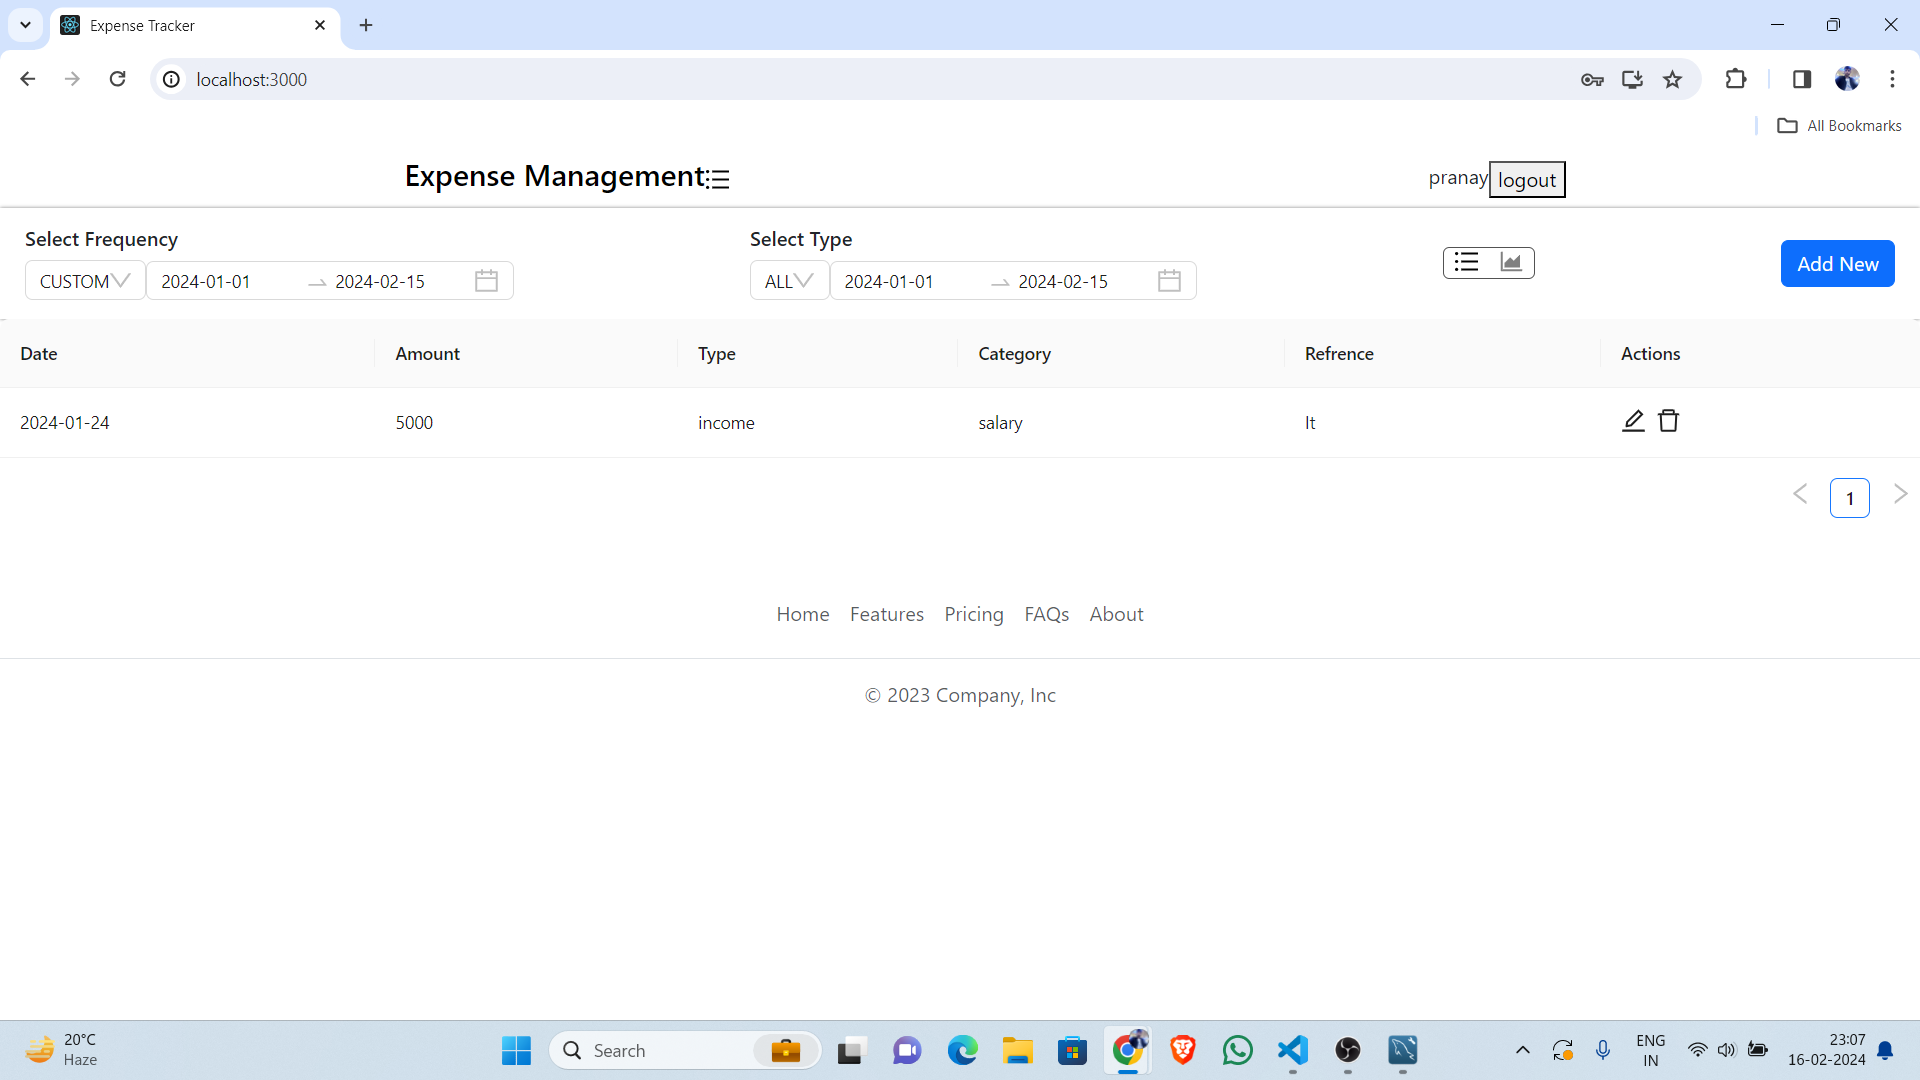 Expense Tracker
localhost:3000
All Bookmarks
Expense Management
pranay logout
Select Frequency
CUSTOM 2024-01-01 2024-02-15
Select Type
ALL 2024-01-01 2024-02-15
Add New
Date Amount Type Category Refrence Actions
2024-01-24 5000 income salary It
1
Home Features Pricing FAQs About
© 2023 Company, Inc
20°C
Haze
Search
ENG
IN
23:07
16-02-2024